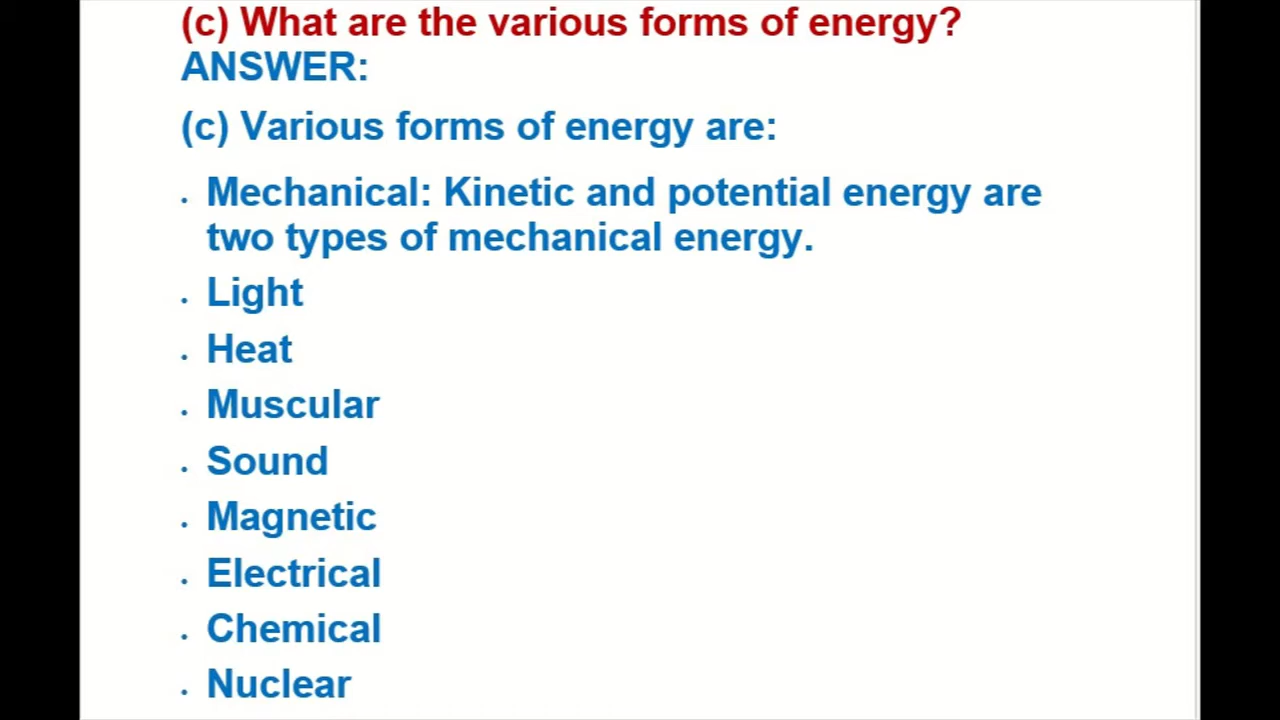 (c) What are the various forms of energy?
ANSWER:
(c) Various forms of energy are:
. Mechanical: Kinetic and potential energy are
two types of mechanical energy.
. Light
. Heat
. Muscular
. Sound
. Magnetic
. Electrical
. Chemical
. Nuclear